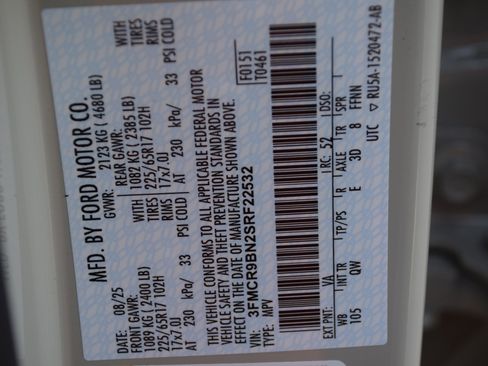 MFD. BY FORD MOTOR CO.
DATE: 08/25
GVWR: 2123 KG ( 4680 LB)
FRONT GAWR: REAR GAWR: WITH
1089 KG ( 2400 LB) 1082 KG ( 2385 LB) TIRES
225/65R17 102H 225/65R17 102H RIMS
17x7.0J 17x7.0J
AT 230 kPa/ 33 PSI COLD AT 230 kPa/ 33 PSI COLD
WITH
TIRES
RIMS
THIS VEHICLE CONFORMS TO ALL APPLICABLE FEDERAL MOTOR
VEHICLE SAFETY AND THEFT PREVENTION STANDARDS IN
EFFECT ON THE DATE OF MANUFACTURE SHOWN ABOVE.
VIN: 3FMCR9BN2SRF22532
TYPE: MPV
F0151
T0461
EXT PNT: YA RC: 52 DSO:
WB INT TR TP/PS R AXLE TR SPR
105 QW E 3D 8 FFNN
UTC ▽ RU5A-1520472-AB